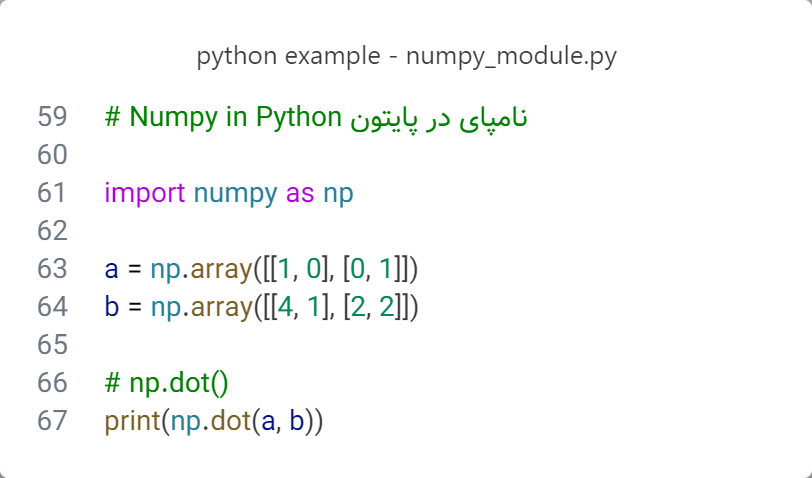 python example - numpy_module.py
59 # Numpy in Python نامپای در پایتون
60
61 import numpy as np
62
63 a = np.array([[1, 0], [0, 1]])
64 b = np.array([[4, 1], [2, 2]])
65
66 # np.dot()
67 print(np.dot(a, b))